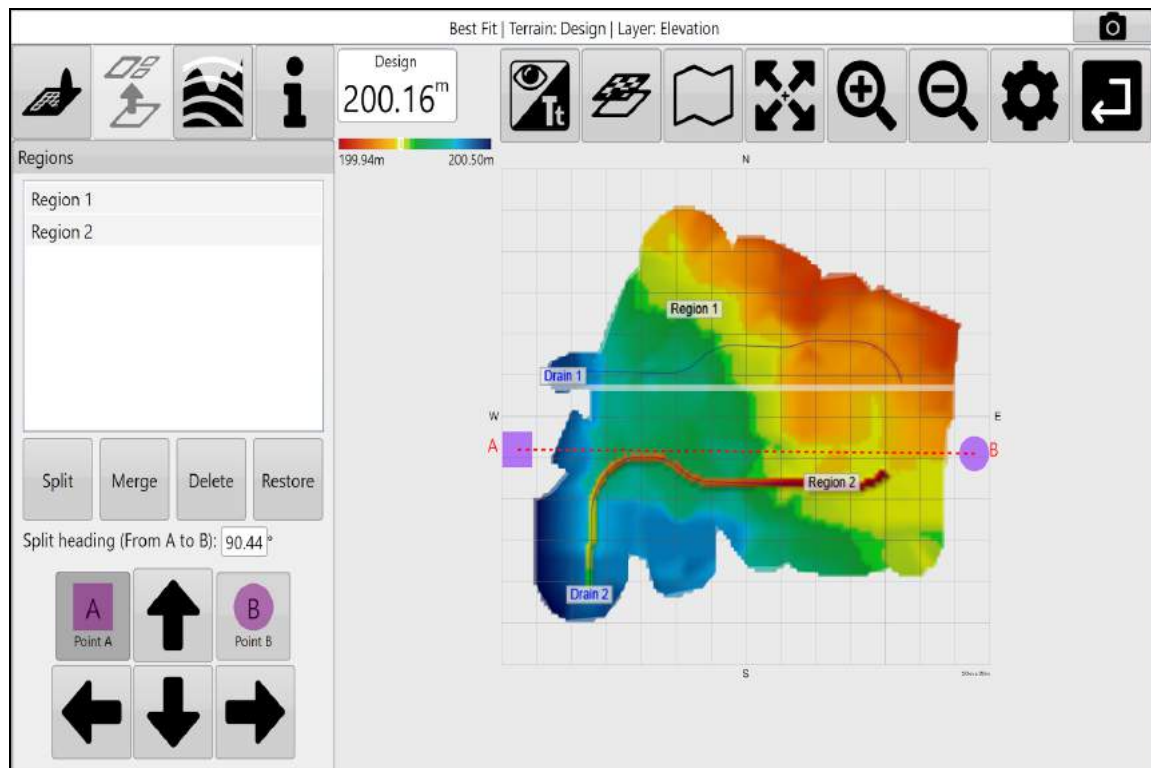 Best Fit | Terrain: Design | Layer: Elevation
Design
200.16m
Tt
199.94m
200.50m
Regions
Region 1
Region 2
Split
Merge
Delete
Restore
Split heading (From A to B): 90.44 °
A
Point A
B
Point B
N
Region 1
Drain 1
W
E
A
B
Region 2
Drain 2
S